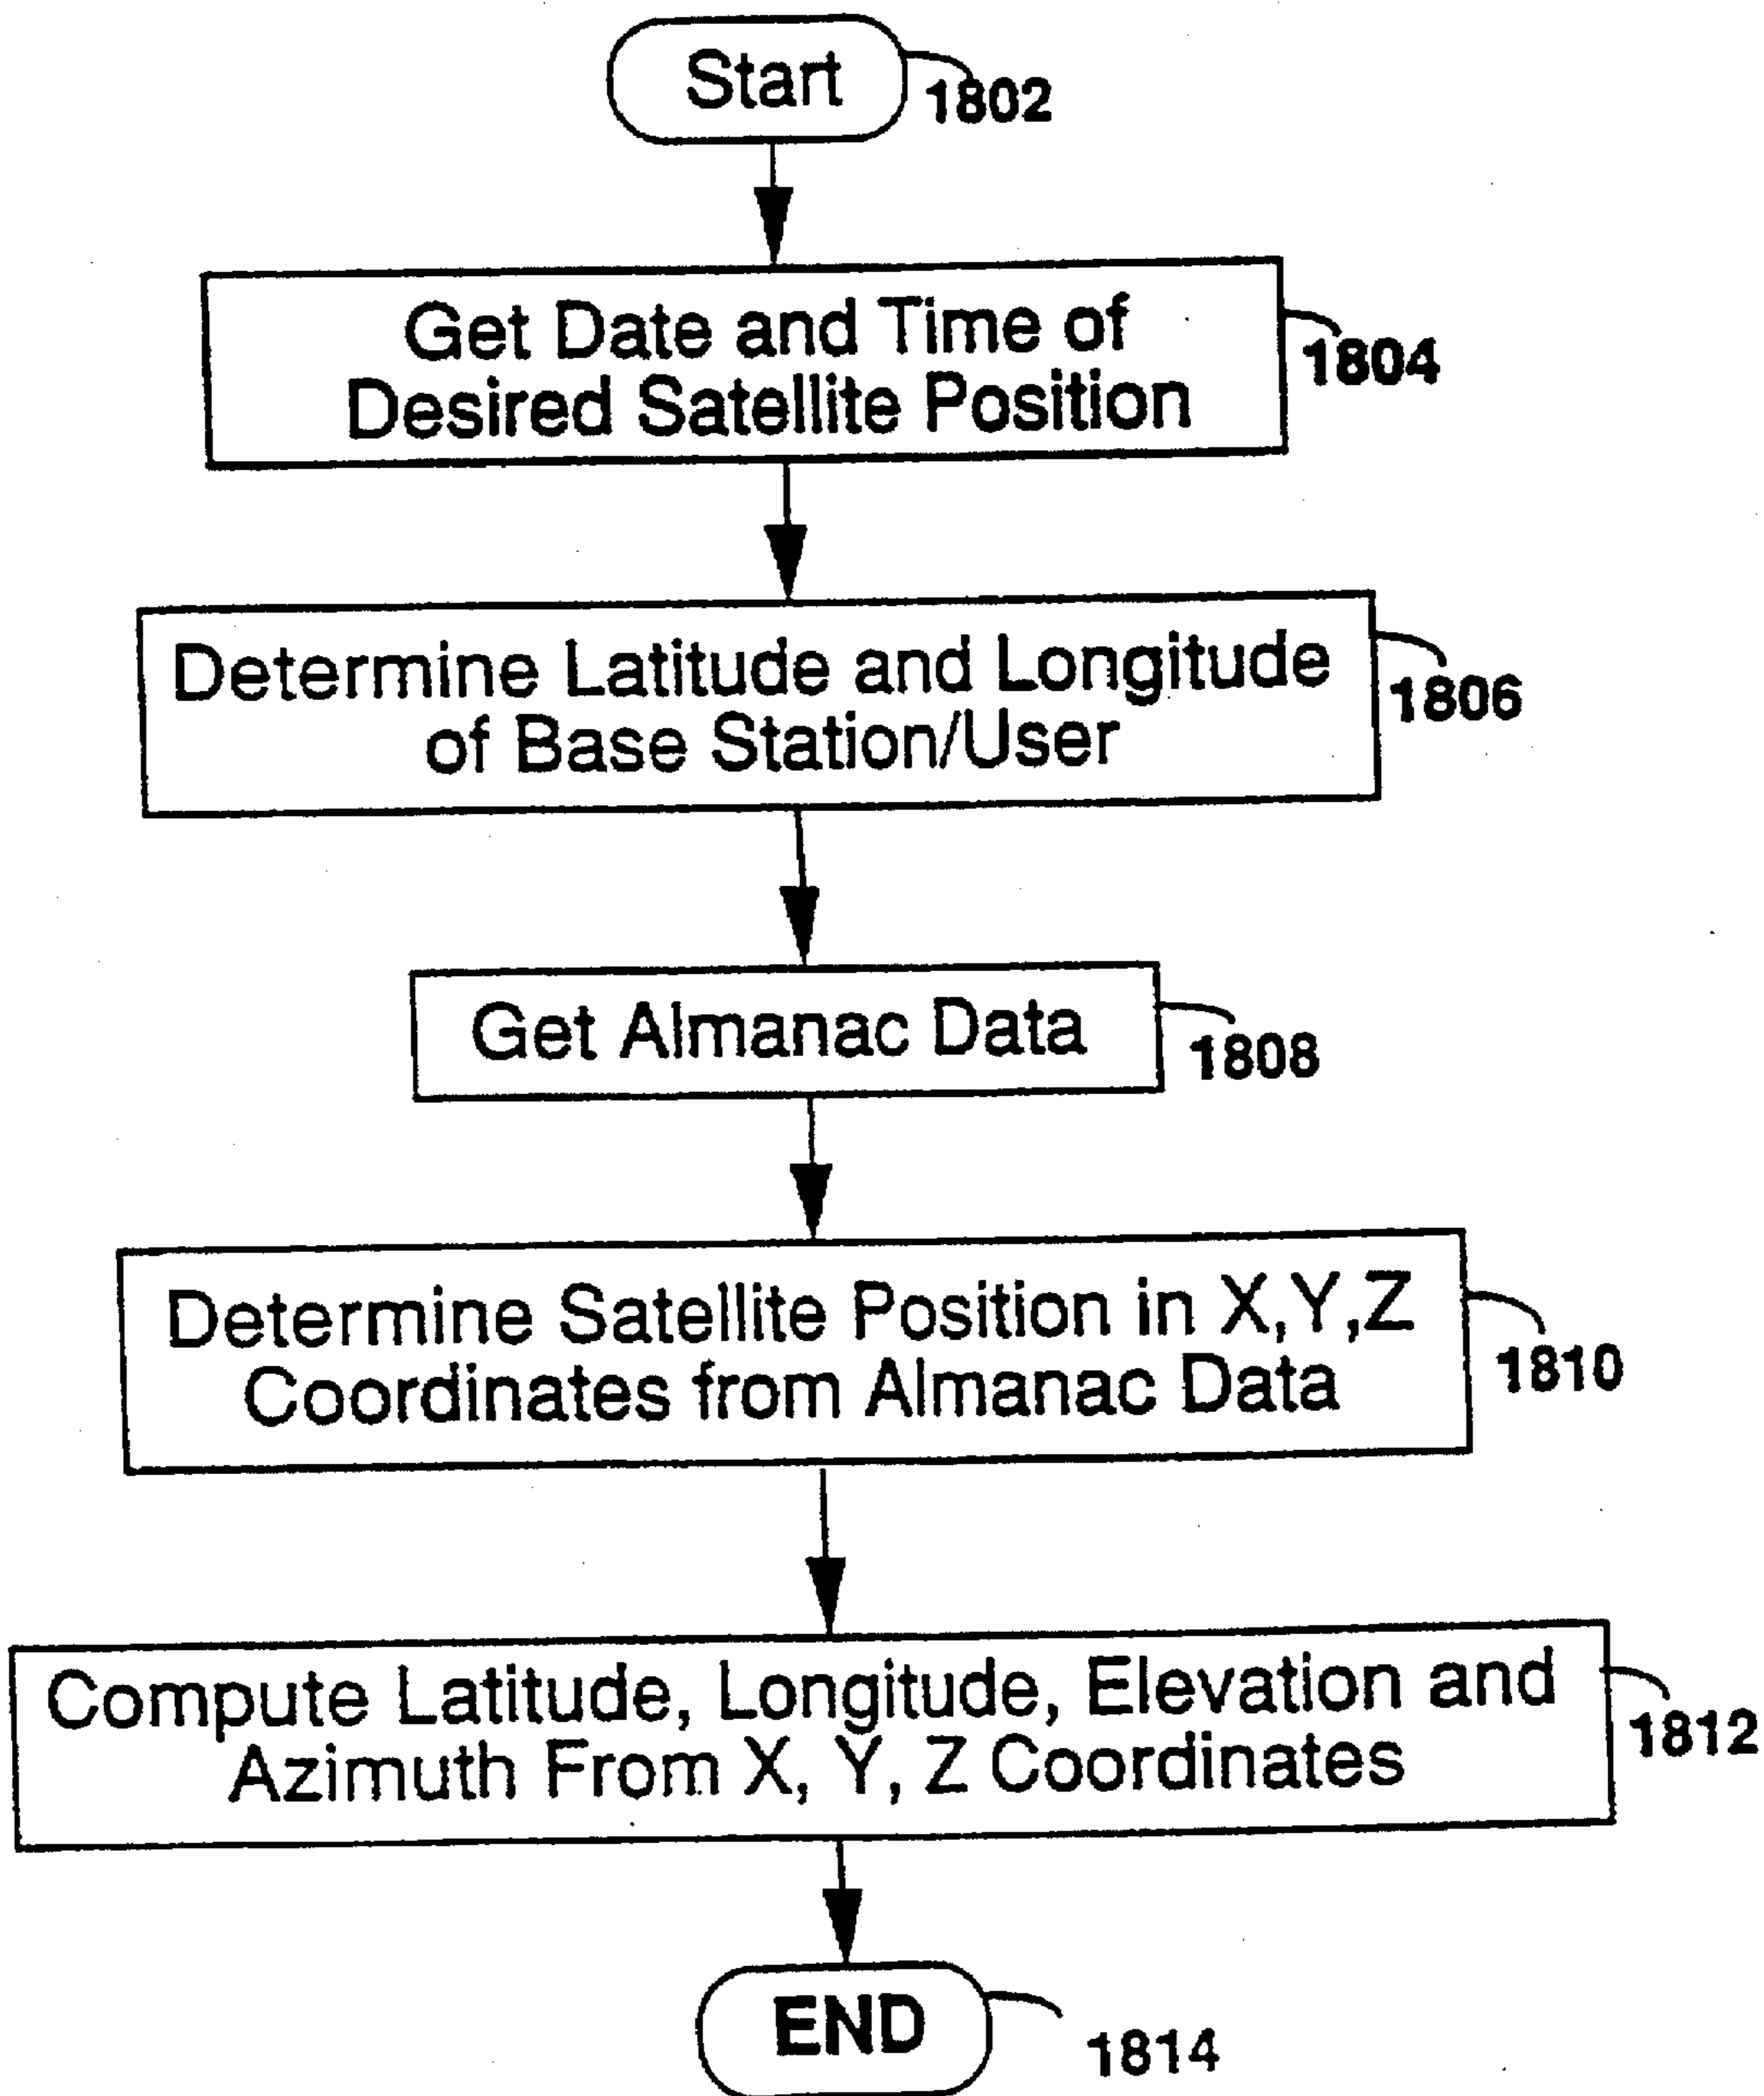 Start
1802
Get Date and Time of
Desired Satellite Position
1804
Determine Latitude and Longitude
of Base Station/User
1806
Get Almanac Data
1808
Determine Satellite Position in X,Y,Z
Coordinates from Almanac Data
1810
Compute Latitude, Longitude, Elevation and
Azimuth From X, Y, Z Coordinates
1812
END
1814